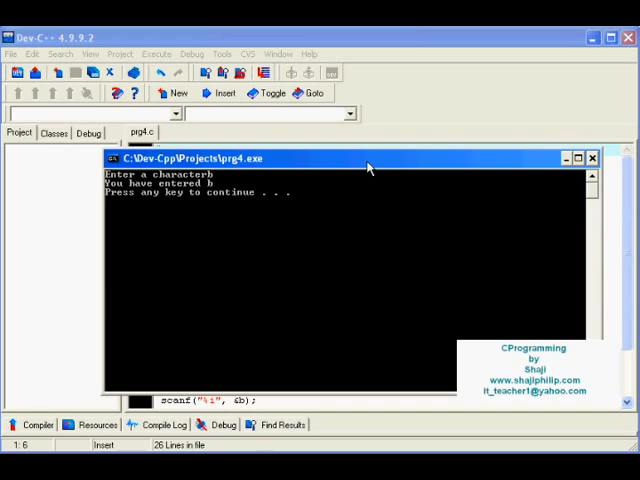 Dev-C++ 4.9.9.2
File Edit Search View Project Execute Debug Tools CVS Window Help
New Insert Toggle Goto
Project Classes Debug prg4.c
C:\Dev-Cpp\Projects\prg4.exe
Enter a characterb
You have entered b
Press any key to continue . . .
CProgramming
by
Shaji
www.shajiphilip.com
it_teacher1@yahoo.com
scanf("%i", &b);
Compiler Resources Compile Log Debug Find Results
1: 6 Insert 26 Lines in file